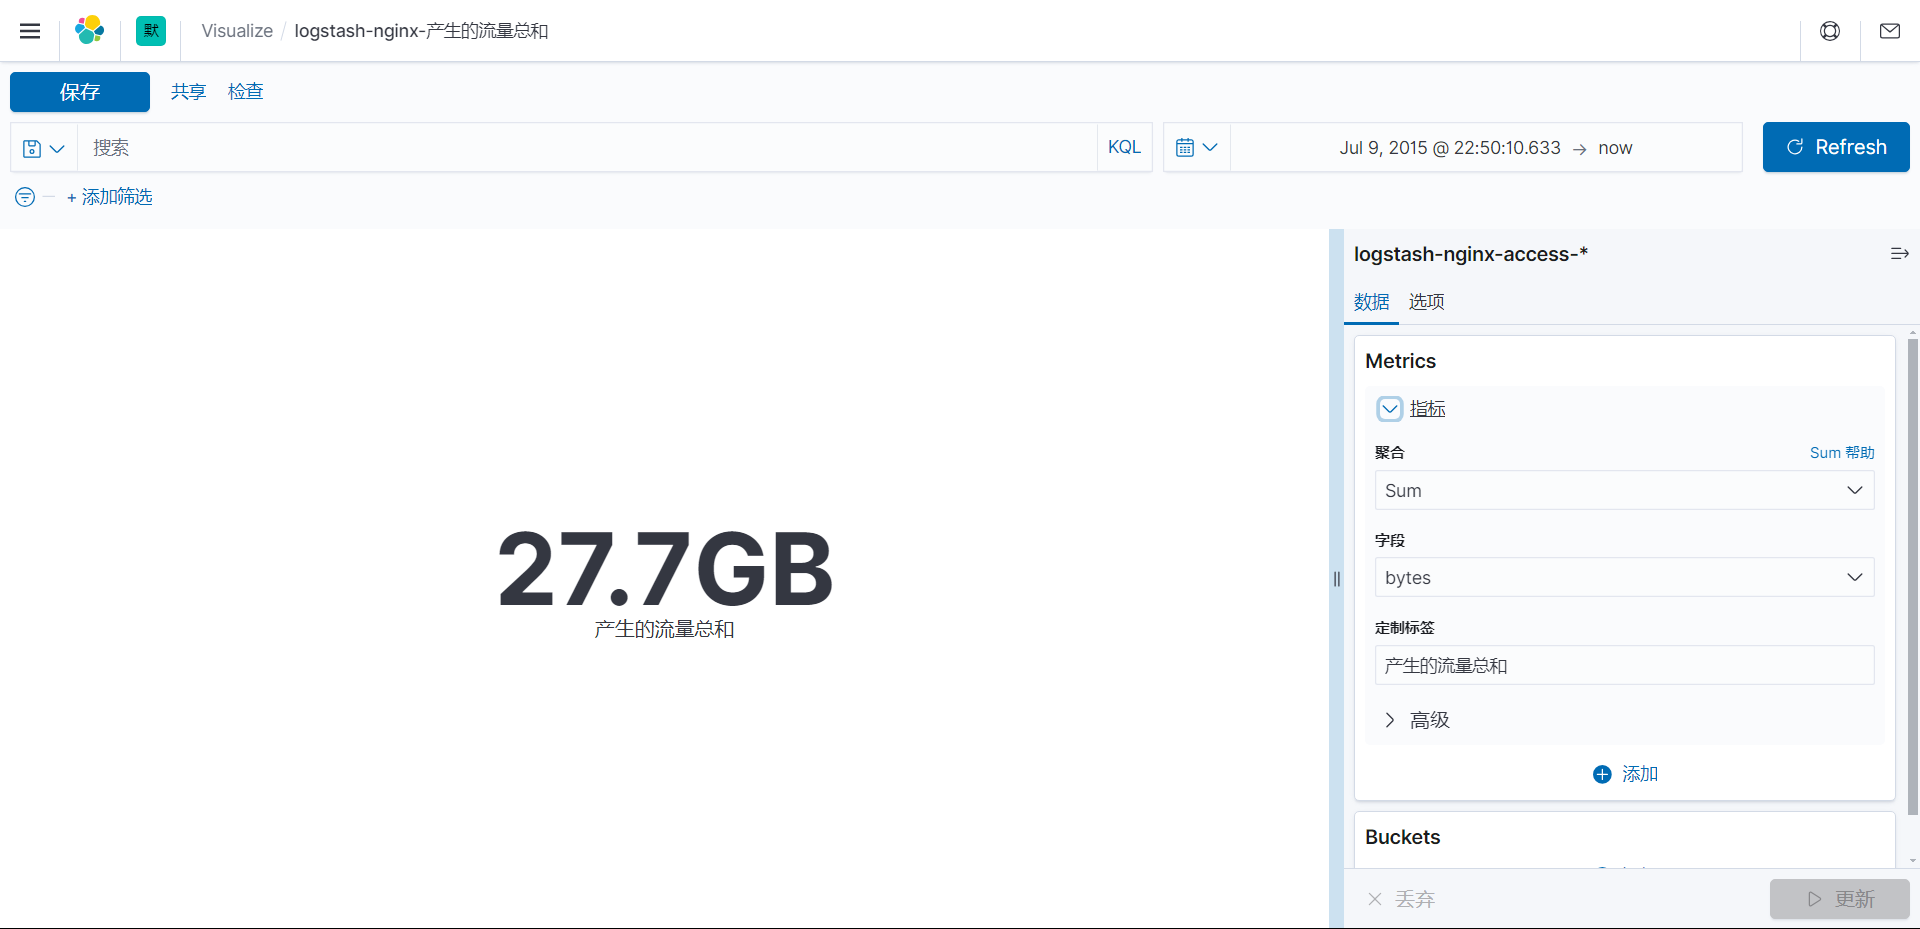 默 Visualize / logstash-nginx-产生的流量总和
保存 共享 检查
搜索 KQL Jul 9, 2015 @ 22:50:10.633 → now Refresh
+ 添加筛选
27.7GB
产生的流量总和
logstash-nginx-access-*
数据 选项
Metrics
指标
聚合 Sum 帮助
Sum
字段
bytes
定制标签
产生的流量总和
高级
添加
Buckets
丢弃 更新